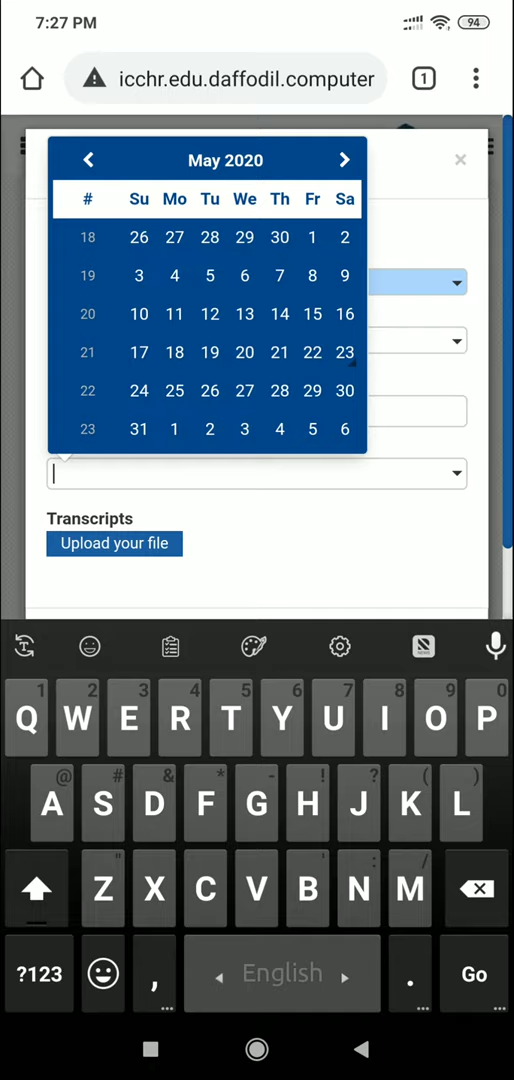 7:27 PM
94
icchr.edu.daffodil.computer
1
×
May 2020
# Su Mo Tu We Th Fr Sa
18 26 27 28 29 30 1 2
19 3 4 5 6 7 8 9
20 10 11 12 13 14 15 16
21 17 18 19 20 21 22 23
22 24 25 26 27 28 29 30
23 31 1 2 3 4 5 6
Transcripts
Upload your file
1 2 3 4 5 6 7 8 9 0
Q W E R T Y U I O P
@ # & * - ! ? ( )
A S D F G H J K L
" ' : /
Z X C V B N M
?123 , English . Go